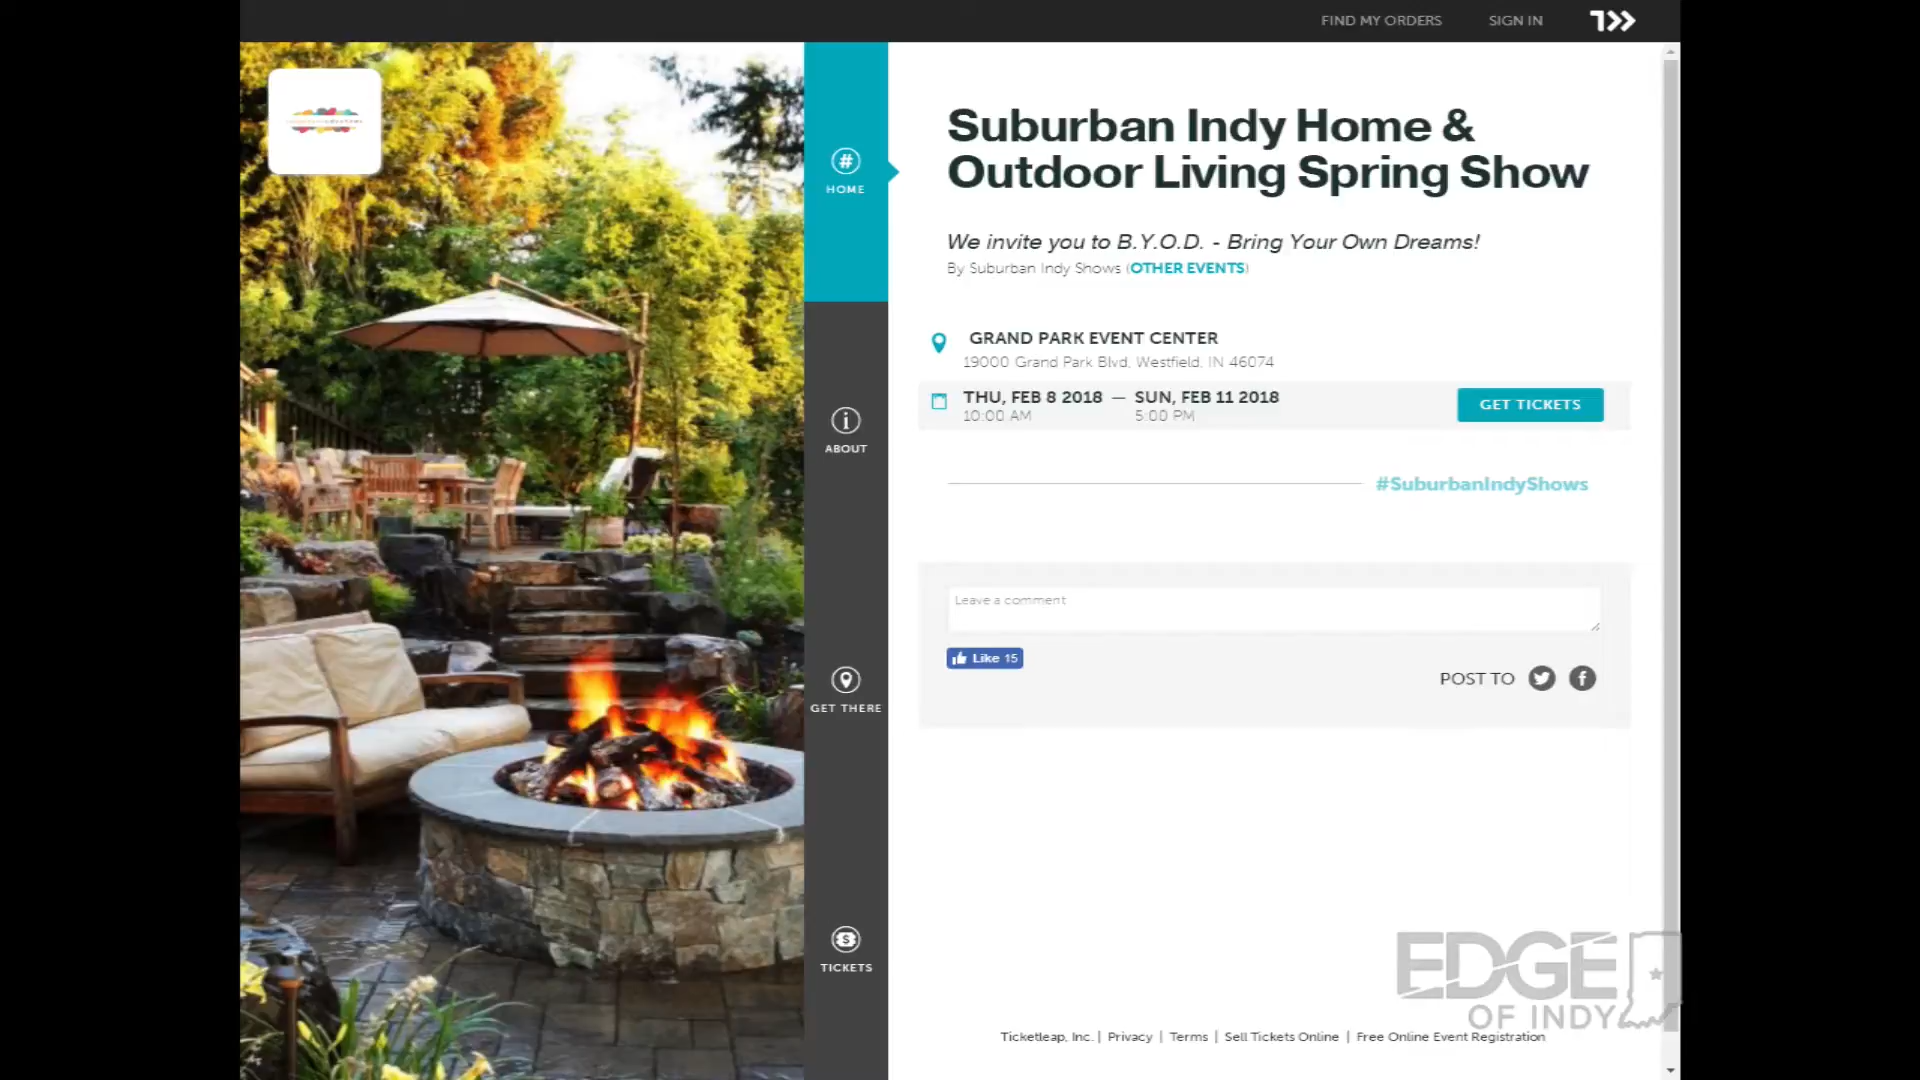 FIND MY ORDERS
SIGN IN
#
HOME
Suburban Indy Home &
Outdoor Living Spring Show
We invite you to B.Y.O.D. - Bring Your Own Dreams!
By Suburban Indy Shows (OTHER EVENTS)
GRAND PARK EVENT CENTER
19000 Grand Park Blvd, Westfield, IN 46074
THU, FEB 8 2018 — SUN, FEB 11 2018
10:00 AM 5:00 PM
GET TICKETS
ABOUT
#SuburbanIndyShows
Leave a comment
Like 15
POST TO
GET THERE
TICKETS
EDGE
OF INDY
Ticketleap, Inc. | Privacy | Terms | Sell Tickets Online | Free Online Event Registration